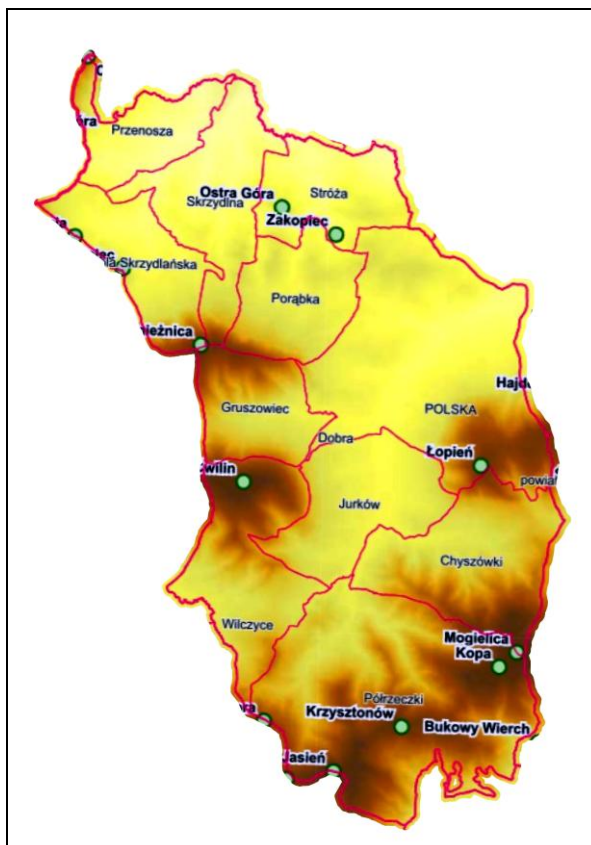 Przenosza
Ostra Góra
Stróża
Skrzydlna
Zakopiec
Skrzydlańska
Porąbka
Gruszowiec
POLSKA
Dobra
Łopień
Jurków
Chyszówki
Wilczyce
Mogielica
Kopa
Półrzeczki
Krzysztonów
Bukowy Wierch
Jasień